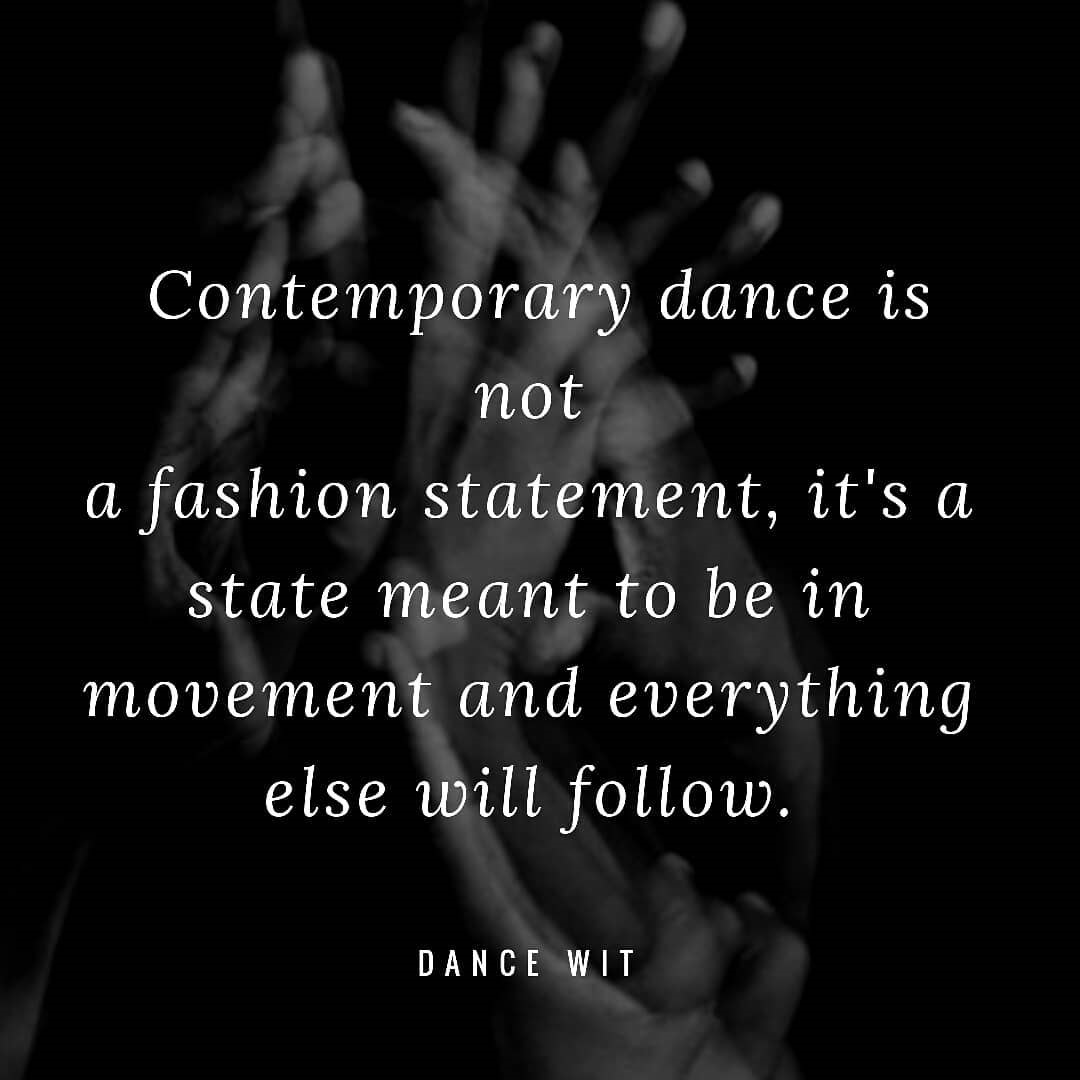 Contemporary dance is
not
a fashion statement, it's a
state meant to be in
movement and everything
else will follow.
DANCE WIT